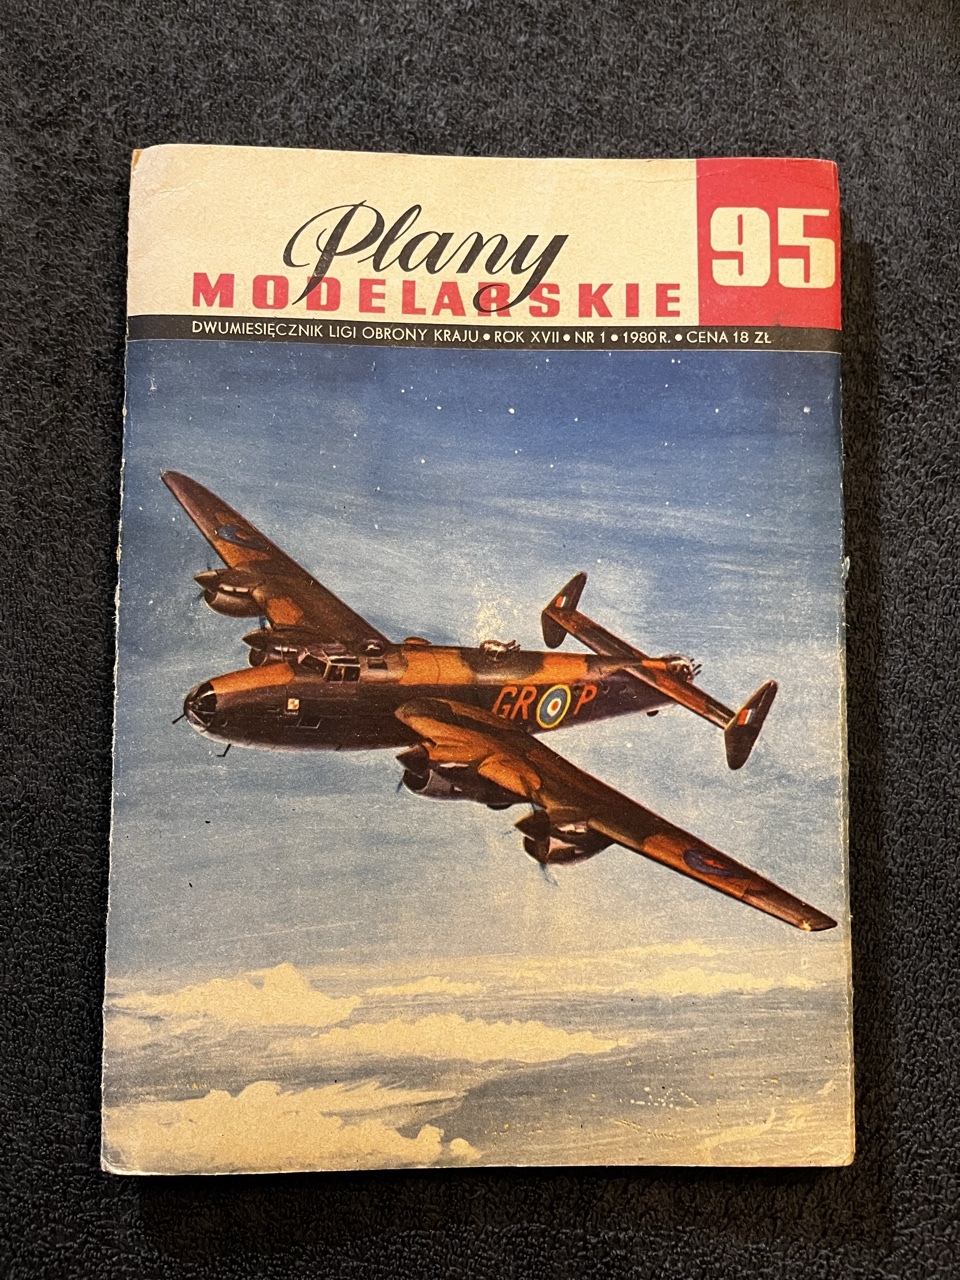 Plany
95
MODELARSKIE
DWUMIESIĘCZNIK LIGI OBRONY KRAJU • ROK XVII • NR 1 • 1980 R. • CENA 18 ZŁ
GR P